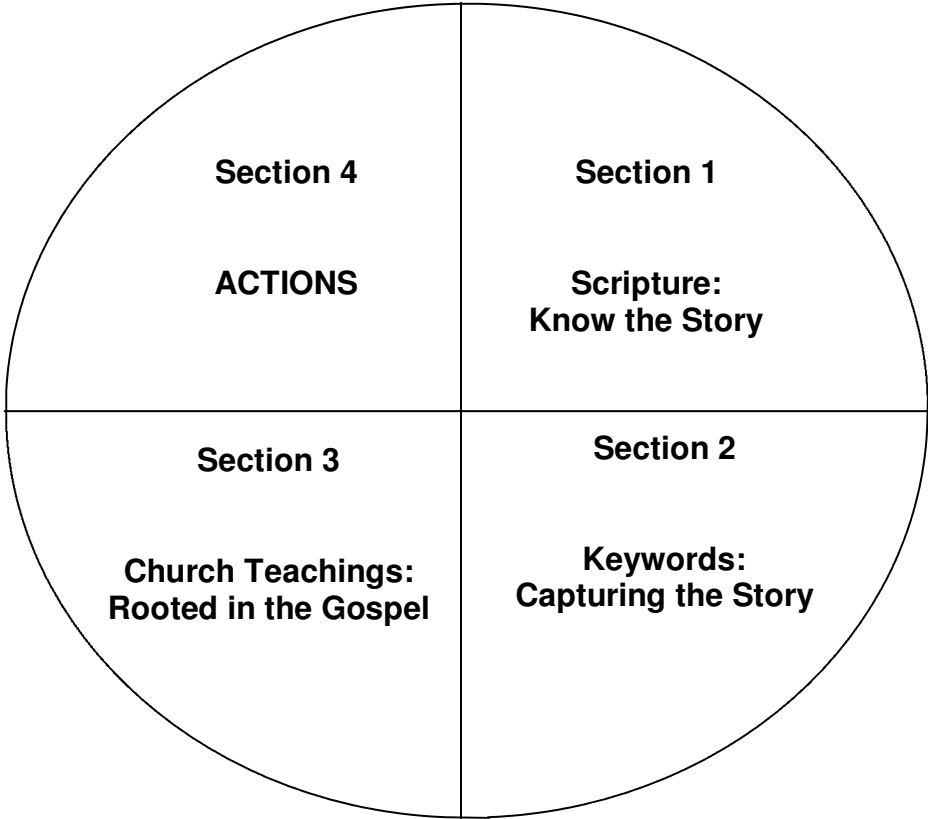 Section 4
ACTIONS
Section 1
Scripture:
Know the Story
Section 3
Church Teachings:
Rooted in the Gospel
Section 2
Keywords:
Capturing the Story